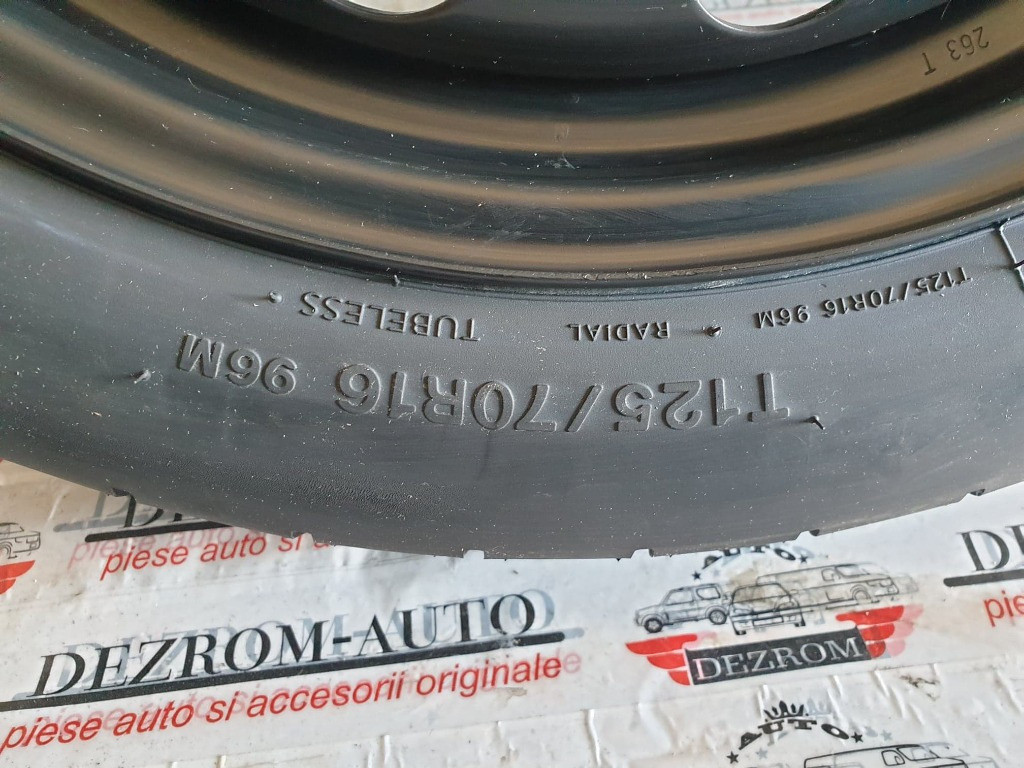 263 T
T125/70R16 96M
RADIAL
TUBELESS
T125/70R16 96M
piese auto si a
DEZROM-AUTO
piese auto si accesorii originale
AUTO
DEZROM
D
pie
AUTO